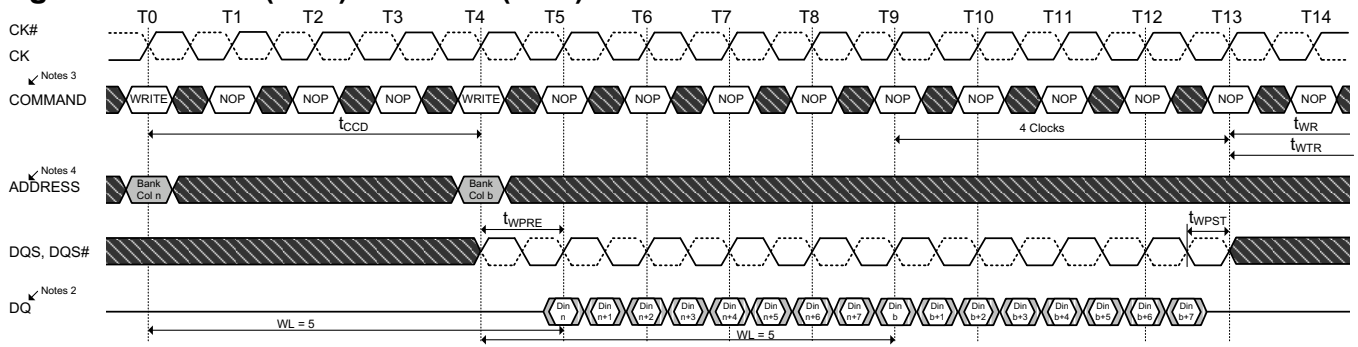 T0 T1 T2 T3 T4 T5 T6 T7 T8 T9 T10 T11 T12 T13 T14
CK#
CK
Notes 3
COMMAND WRITE NOP NOP NOP WRITE NOP NOP NOP NOP NOP NOP NOP NOP NOP NOP
tCCD 4 Clocks tWR
tWTR
Notes 4
ADDRESS
Bank Col n
Bank Col b
tWPRE tWPST
DQS, DQS#
Notes 2
DQ
Din n
Din n+1
Din n+2
Din n+3
Din n+4
Din n+5
Din n+6
Din n+7
Din b
Din b+1
Din b+2
Din b+3
Din b+4
Din b+5
Din b+6
Din b+7
WL = 5
WL = 5